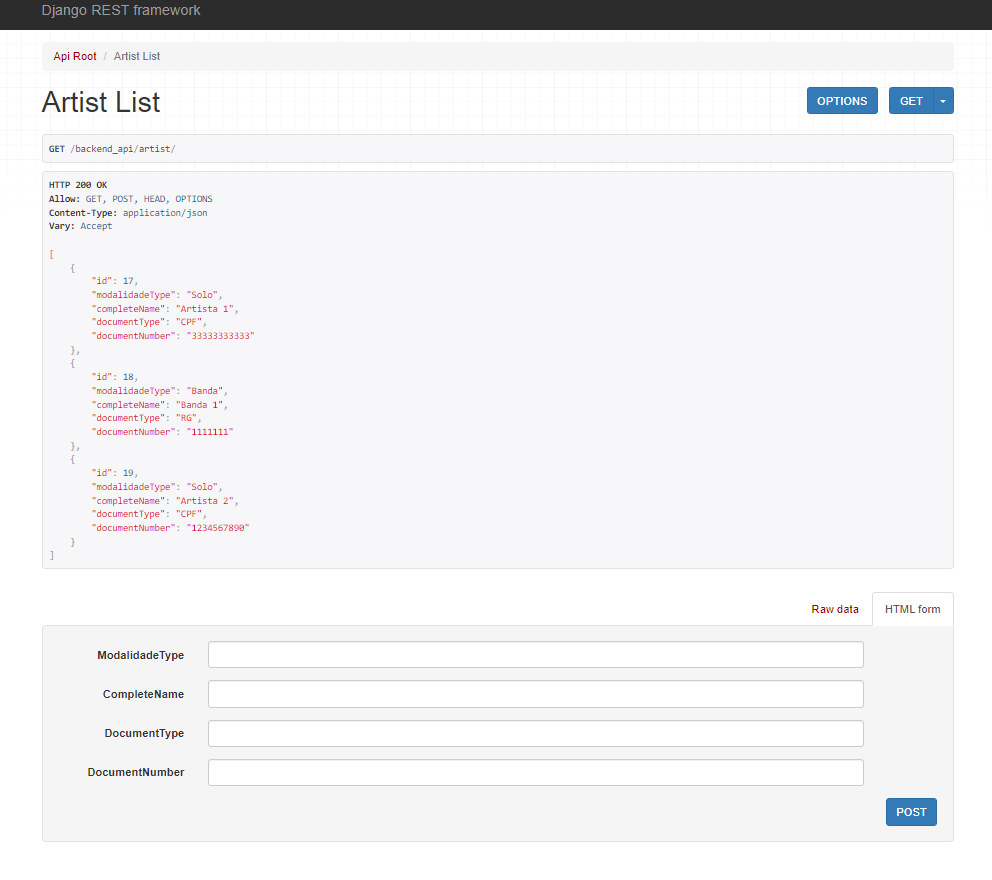 Django REST framework
Api Root / Artist List
Artist List
OPTIONS
GET
GET /backend_api/artist/
HTTP 200 OK
Allow: GET, POST, HEAD, OPTIONS
Content-Type: application/json
Vary: Accept
[
    {
        "id": 17,
        "modalidadeType": "Solo",
        "completeName": "Artista 1",
        "documentType": "CPF",
        "documentNumber": "33333333333"
    },
    {
        "id": 18,
        "modalidadeType": "Banda",
        "completeName": "Banda 1",
        "documentType": "RG",
        "documentNumber": "1111111"
    },
    {
        "id": 19,
        "modalidadeType": "Solo",
        "completeName": "Artista 2",
        "documentType": "CPF",
        "documentNumber": "1234567890"
    }
]
Raw data
HTML form
ModalidadeType
CompleteName
DocumentType
DocumentNumber
POST